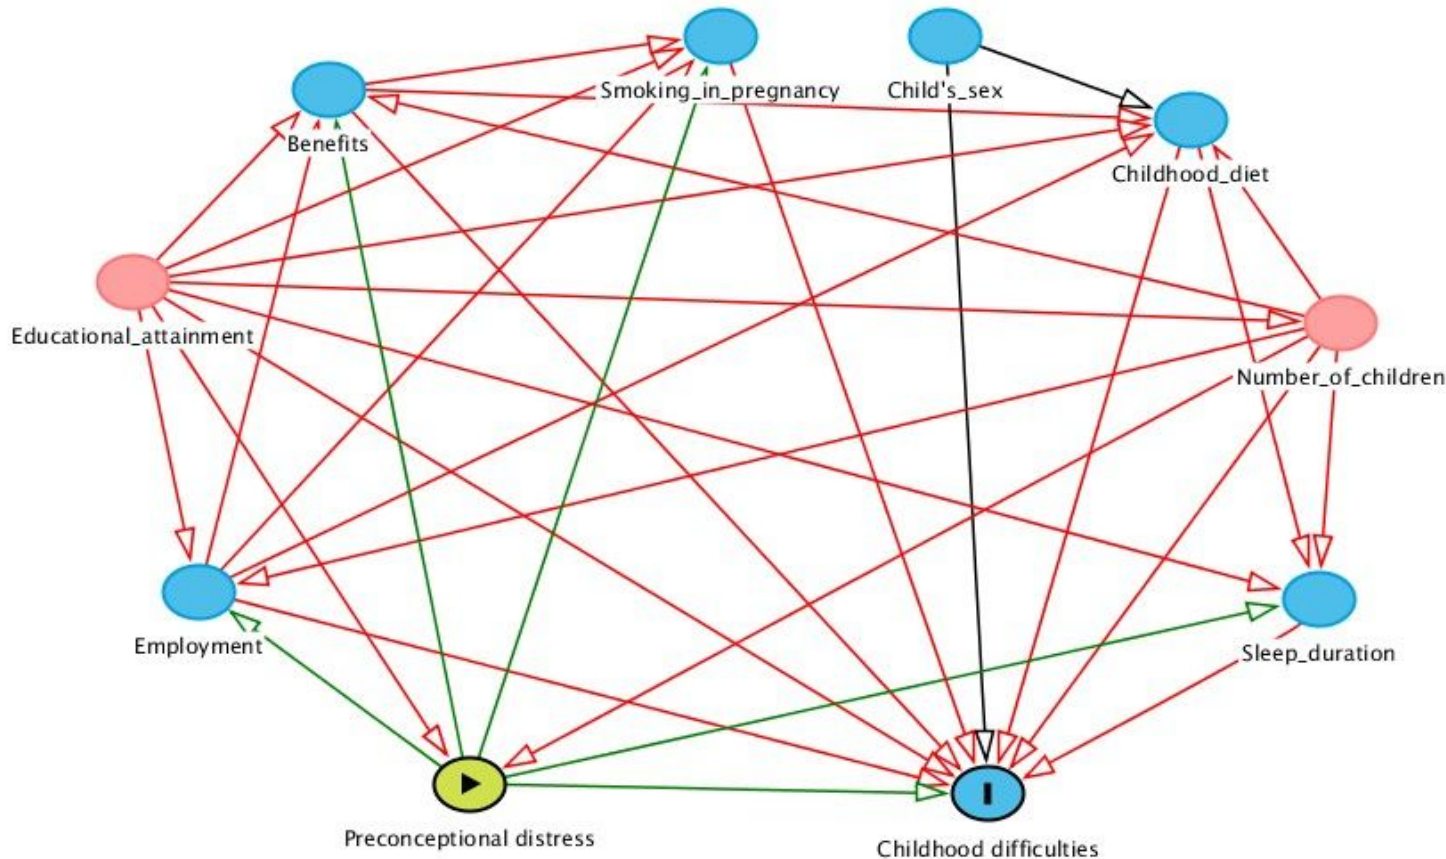 Smoking_in_pregnancy
Child's_sex
Benefits
Childhood_diet
Educational_attainment
Number_of_children
Employment
Sleep_duration
Preconceptional distress
Childhood difficulties